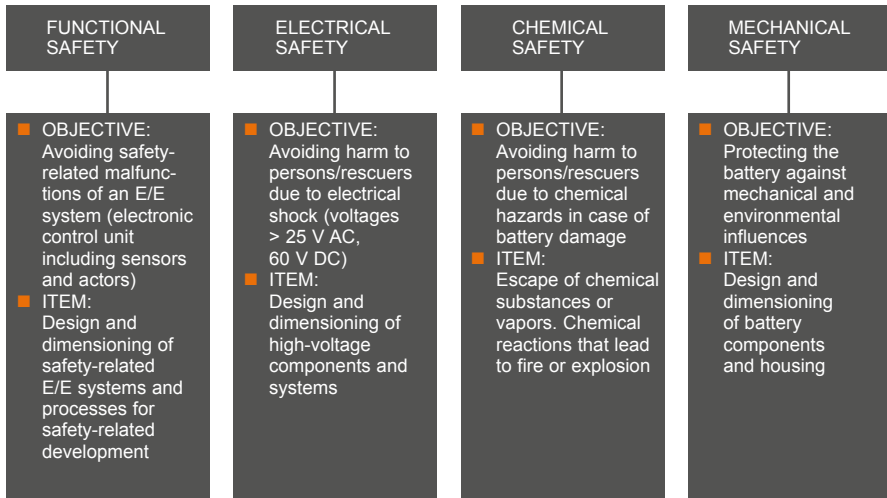 FUNCTIONAL
SAFETY
OBJECTIVE:
Avoiding safety-
related malfunc-
tions of an E/E
system (electronic
control unit
including sensors
and actors)
ITEM:
Design and
dimensioning of
safety-related
E/E systems and
processes for
safety-related
development
ELECTRICAL
SAFETY
OBJECTIVE:
Avoiding harm to
persons/rescuers
due to electrical
shock (voltages
> 25 V AC,
60 V DC)
ITEM:
Design and
dimensioning of
high-voltage
components and
systems
CHEMICAL
SAFETY
OBJECTIVE:
Avoiding harm to
persons/rescuers
due to chemical
hazards in case of
battery damage
ITEM:
Escape of chemical
substances or
vapors. Chemical
reactions that lead
to fire or explosion
MECHANICAL
SAFETY
OBJECTIVE:
Protecting the
battery against
mechanical and
environmental
influences
ITEM:
Design and
dimensioning
of battery
components
and housing